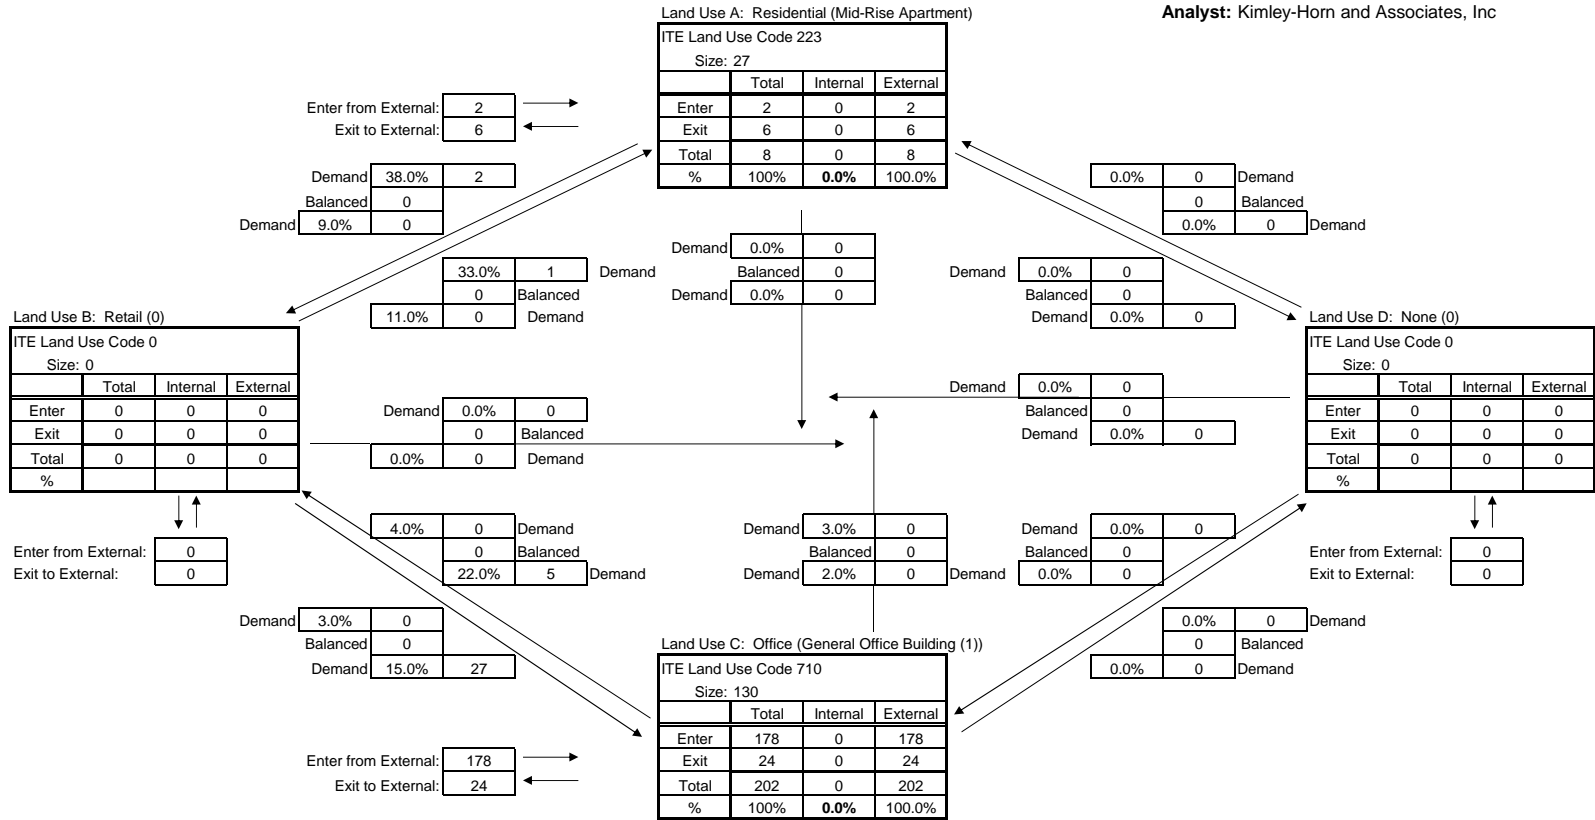 Land Use A: Residential (Mid-Rise Apartment)
Analyst: Kimley-Horn and Associates, Inc
ITE Land Use Code 223
Size: 27
Total Internal External
Enter 2 0 2
Exit 6 0 6
Total 8 0 8
% 100% 0.0% 100.0%
Enter from External: 2
Exit to External: 6
Demand 38.0% 2
Balanced 0
Demand 9.0% 0
0.0% 0 Demand
0 Balanced
0.0% 0 Demand
Demand 0.0% 0
Balanced 0
Demand 0.0% 0
33.0% 1 Demand
0 Balanced
11.0% 0 Demand
Demand 0.0% 0
Balanced 0
Demand 0.0% 0
Land Use B: Retail (0)
ITE Land Use Code 0
Size: 0
Total Internal External
Enter 0 0 0
Exit 0 0 0
Total 0 0 0
%
Land Use D: None (0)
ITE Land Use Code 0
Size: 0
Total Internal External
Enter 0 0 0
Exit 0 0 0
Total 0 0 0
%
Demand 0.0% 0
0 Balanced
0.0% 0 Demand
Demand 0.0% 0
Balanced 0
Demand 0.0% 0
Enter from External: 0
Exit to External: 0
4.0% 0 Demand
0 Balanced
22.0% 5 Demand
Demand 3.0% 0
Balanced 0
Demand 2.0% 0
Demand 0.0% 0
Balanced 0
Demand 0.0% 0
Enter from External: 0
Exit to External: 0
Demand 3.0% 0
Balanced 0
Demand 15.0% 27
0.0% 0 Demand
0 Balanced
0.0% 0 Demand
Land Use C: Office (General Office Building (1))
ITE Land Use Code 710
Size: 130
Total Internal External
Enter 178 0 178
Exit 24 0 24
Total 202 0 202
% 100% 0.0% 100.0%
Enter from External: 178
Exit to External: 24